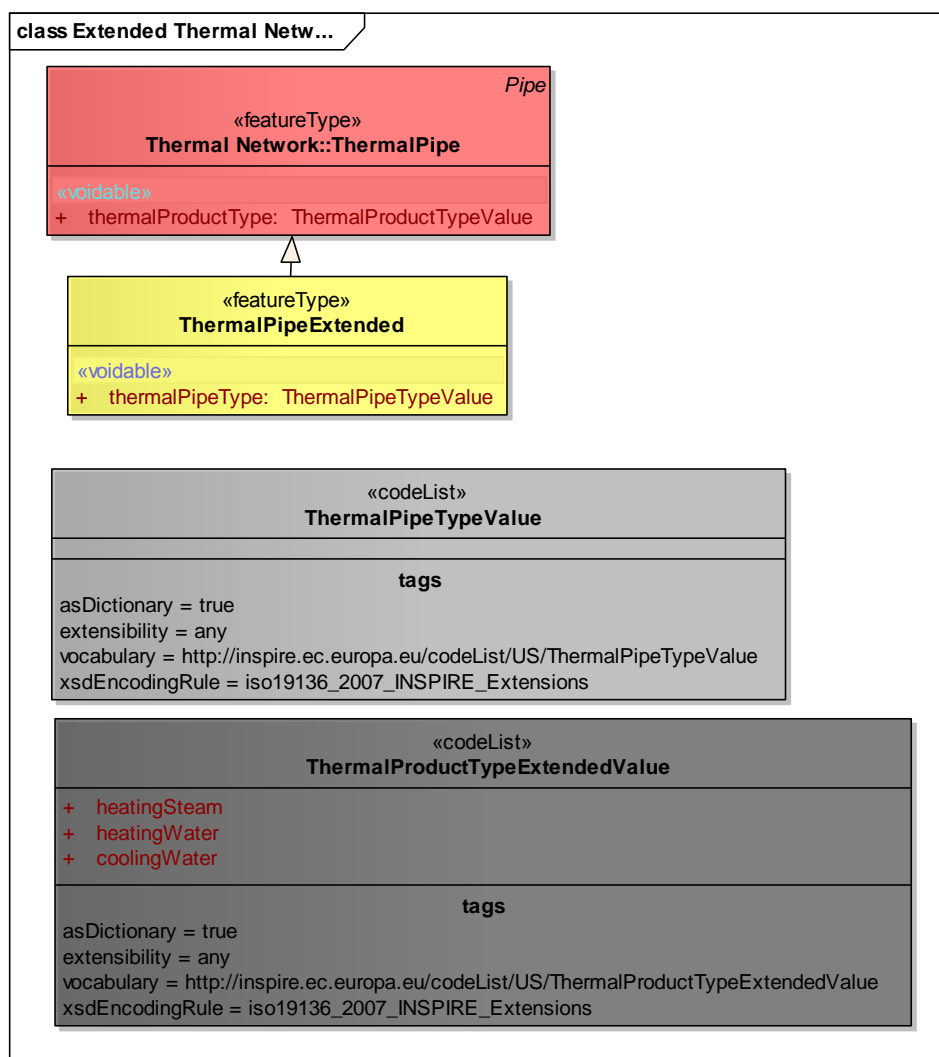 class Extended Thermal Netw...
Pipe
«featureType»
Thermal Network::ThermalPipe
«voidable»
+ thermalProductType: ThermalProductTypeValue
«featureType»
ThermalPipeExtended
«voidable»
+ thermalPipeType: ThermalPipeTypeValue
«codeList»
ThermalPipeTypeValue
tags
asDictionary = true
extensibility = any
vocabulary = http://inspire.ec.europa.eu/codeList/US/ThermalPipeTypeValue
xsdEncodingRule = iso19136_2007_INSPIRE_Extensions
«codeList»
ThermalProductTypeExtendedValue
+ heatingSteam
+ heatingWater
+ coolingWater
tags
asDictionary = true
extensibility = any
vocabulary = http://inspire.ec.europa.eu/codeList/US/ThermalProductTypeExtendedValue
xsdEncodingRule = iso19136_2007_INSPIRE_Extensions